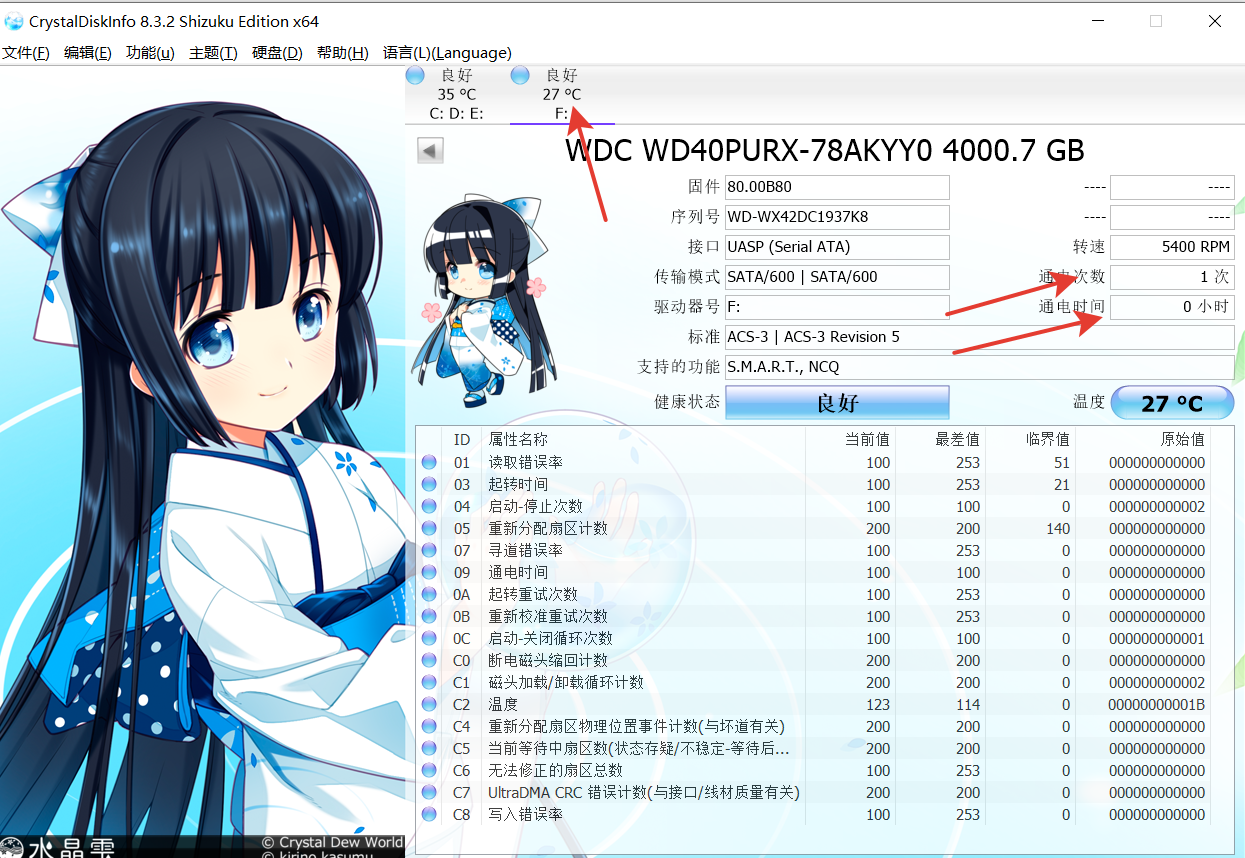 CrystalDiskInfo 8.3.2 Shizuku Edition x64
文件(F) 编辑(E) 功能(u) 主题(T) 硬盘(D) 帮助(H) 语言(L)(Language)
良好 良好
35 °C 27 °C
C: D: E: F:
WDC WD40PURX-78AKYY0 4000.7 GB
固件 80.00B80 ---- ----
序列号 WD-WX42DC1937K8 ---- ----
接口 UASP (Serial ATA) 转速 5400 RPM
传输模式 SATA/600 | SATA/600 通电次数 1 次
驱动器号 F: 通电时间 0 小时
标准 ACS-3 | ACS-3 Revision 5
支持的功能 S.M.A.R.T., NCQ
健康状态 良好 温度 27 °C
ID 属性名称 当前值 最差值 临界值 原始值
01 读取错误率 100 253 51 000000000000
03 起转时间 100 253 21 000000000000
04 启动-停止次数 100 100 0 000000000002
05 重新分配扇区计数 200 200 140 000000000000
07 寻道错误率 100 253 0 000000000000
09 通电时间 100 100 0 000000000000
0A 起转重试次数 100 253 0 000000000000
0B 重新校准重试次数 100 253 0 000000000000
0C 启动-关闭循环次数 100 100 0 000000000001
C0 断电磁头缩回计数 200 200 0 000000000000
C1 磁头加载/卸载循环计数 200 200 0 000000000002
C2 温度 123 114 0 00000000001B
C4 重新分配扇区物理位置事件计数(与坏道有关) 200 200 0 000000000000
C5 当前等待中扇区数(状态存疑/不稳定-等待后... 200 200 0 000000000000
C6 无法修正的扇区总数 100 253 0 000000000000
C7 UltraDMA CRC 错误计数(与接口/线材质量有关) 200 200 0 000000000000
C8 写入错误率 100 253 0 000000000000
水晶雫
© Crystal Dew World
© kirino kasumu